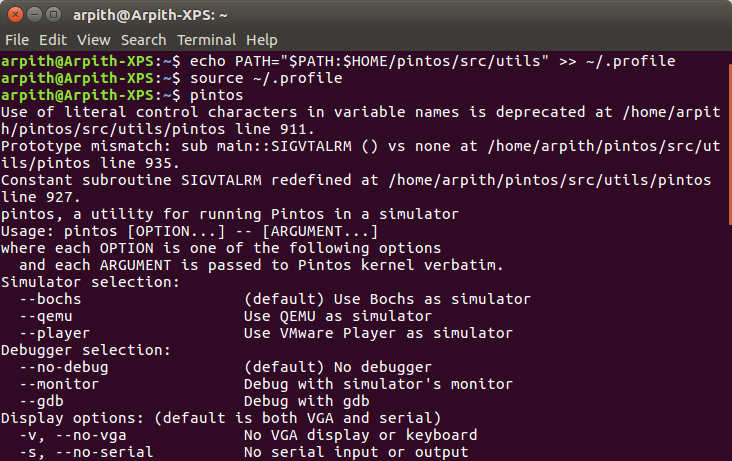 arpith@Arpith-XPS: ~
File Edit View Search Terminal Help
arpith@Arpith-XPS:~$ echo PATH="$PATH:$HOME/pintos/src/utils" >> ~/.profile
arpith@Arpith-XPS:~$ source ~/.profile
arpith@Arpith-XPS:~$ pintos
Use of literal control characters in variable names is deprecated at /home/arpit
h/pintos/src/utils/pintos line 911.
Prototype mismatch: sub main::SIGVTALRM () vs none at /home/arpith/pintos/src/ut
ils/pintos line 935.
Constant subroutine SIGVTALRM redefined at /home/arpith/pintos/src/utils/pintos
line 927.
pintos, a utility for running Pintos in a simulator
Usage: pintos [OPTION...] -- [ARGUMENT...]
where each OPTION is one of the following options
  and each ARGUMENT is passed to Pintos kernel verbatim.
Simulator selection:
  --bochs                  (default) Use Bochs as simulator
  --qemu                   Use QEMU as simulator
  --player                 Use VMware Player as simulator
Debugger selection:
  --no-debug               (default) No debugger
  --monitor                Debug with simulator's monitor
  --gdb                    Debug with gdb
Display options: (default is both VGA and serial)
  -v, --no-vga             No VGA display or keyboard
  -s, --no-serial          No serial input or output